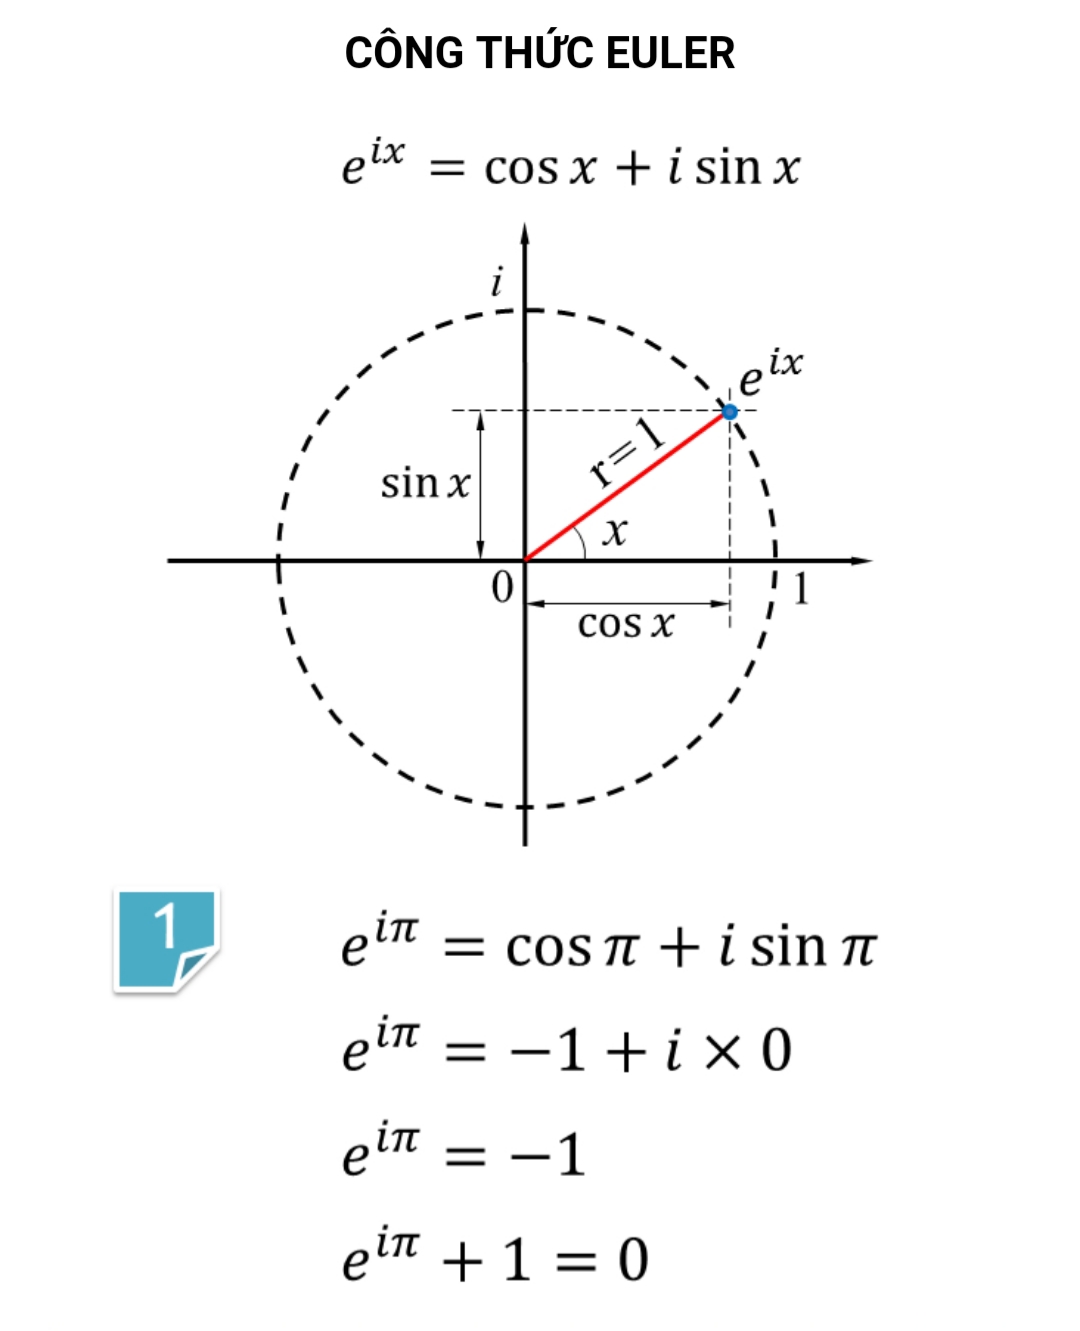 CÔNG THỨC EULER
e^{ix} = cos x + i sin x
i
e^{ix}
r=1
sin x
x
0
1
cos x
1
e^{iπ} = cos π + i sin π
e^{iπ} = −1 + i × 0
e^{iπ} = −1
e^{iπ} + 1 = 0